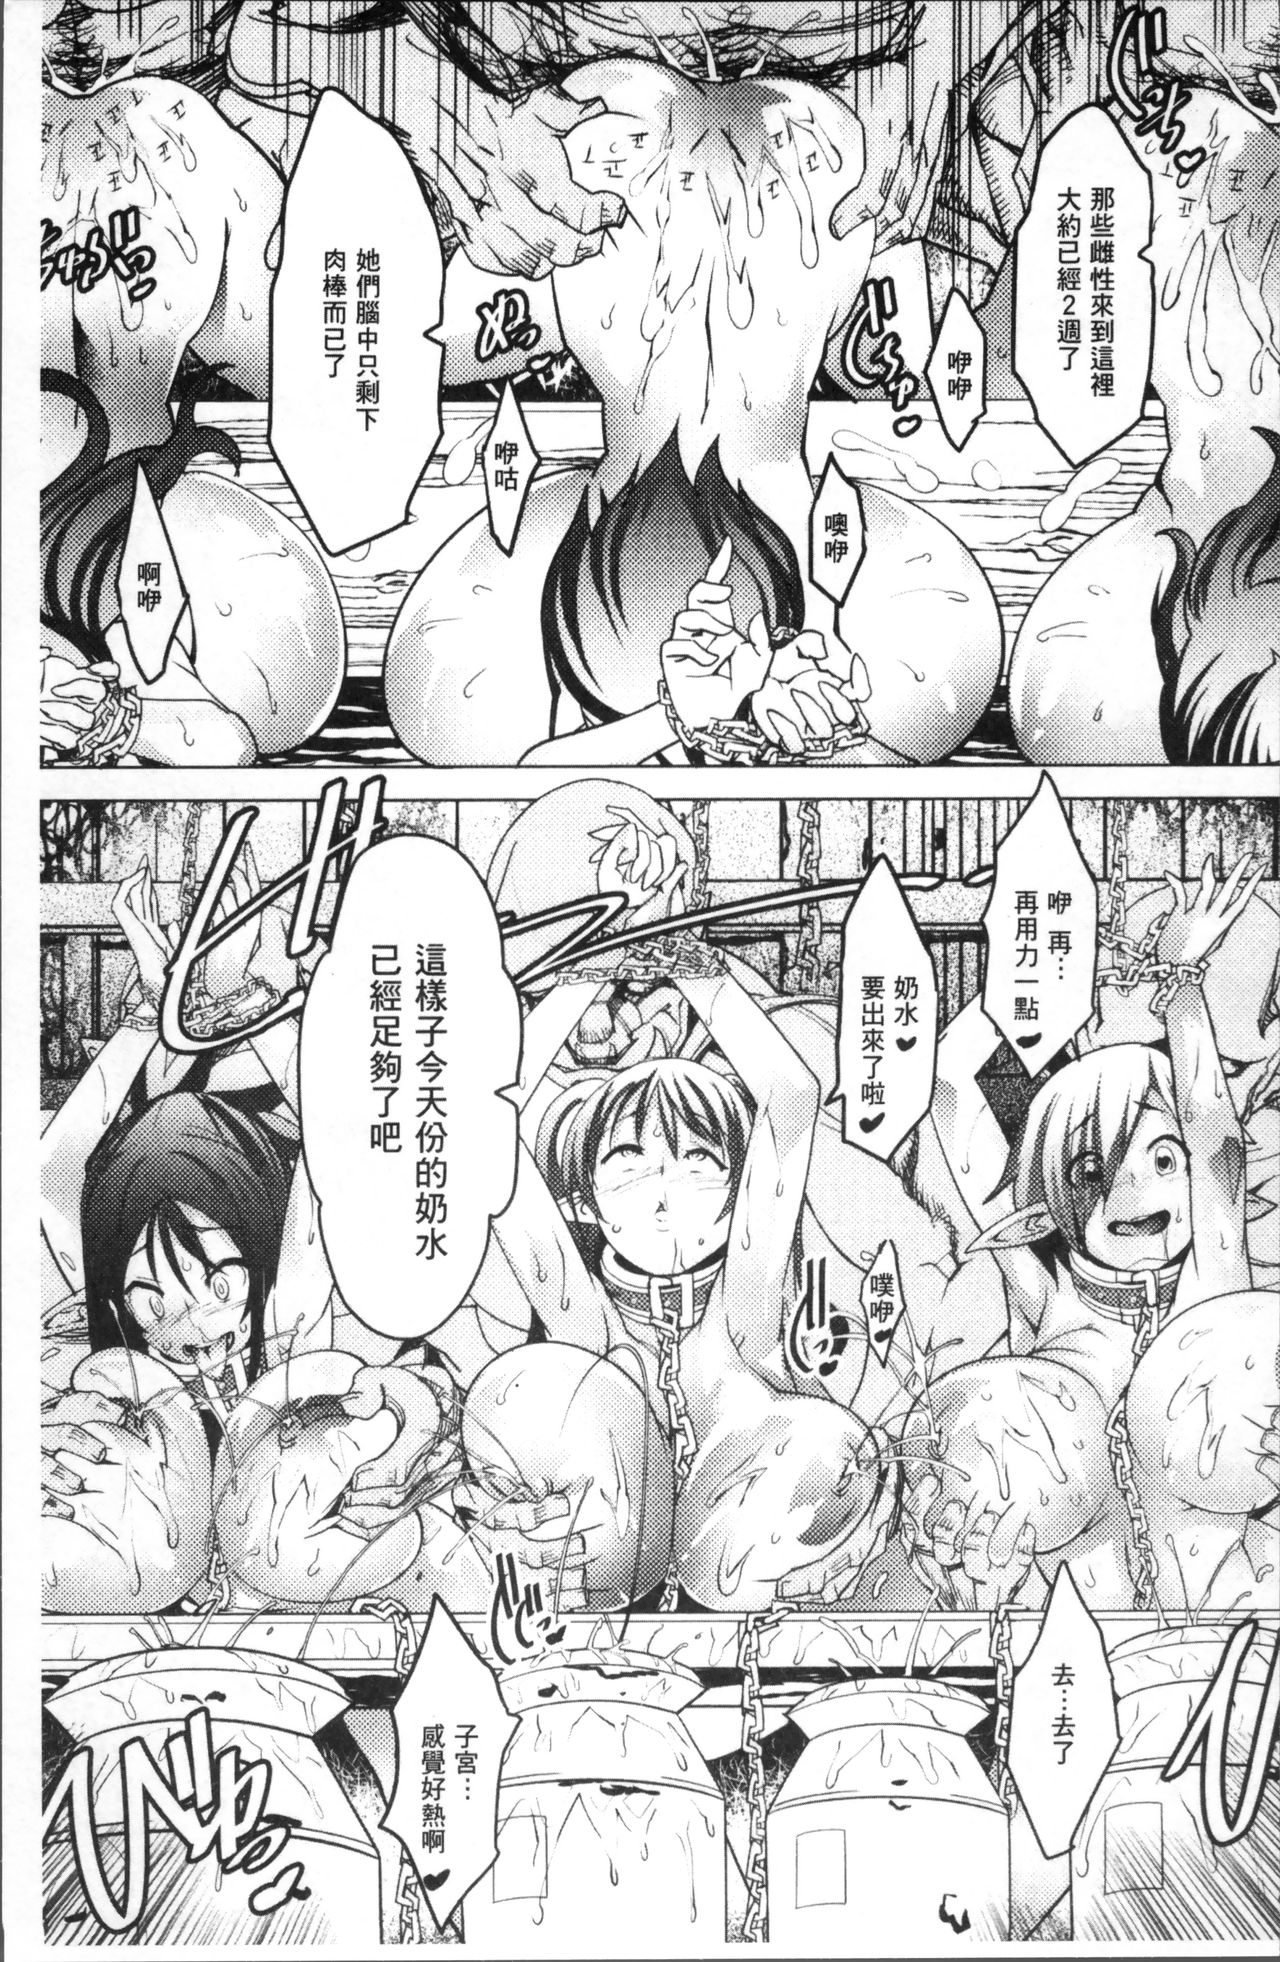 那些雌性來到這裡
大約已經2週了
咿咿
噢咿
咿咕
她們腦中只剩下
肉棒而已了
啊咿
咿再…
再用力一點
奶水
要出來了啦
這樣子今天份的奶水
已經足夠了吧
噗咿
去…去了
子宮…
感覺好熱啊